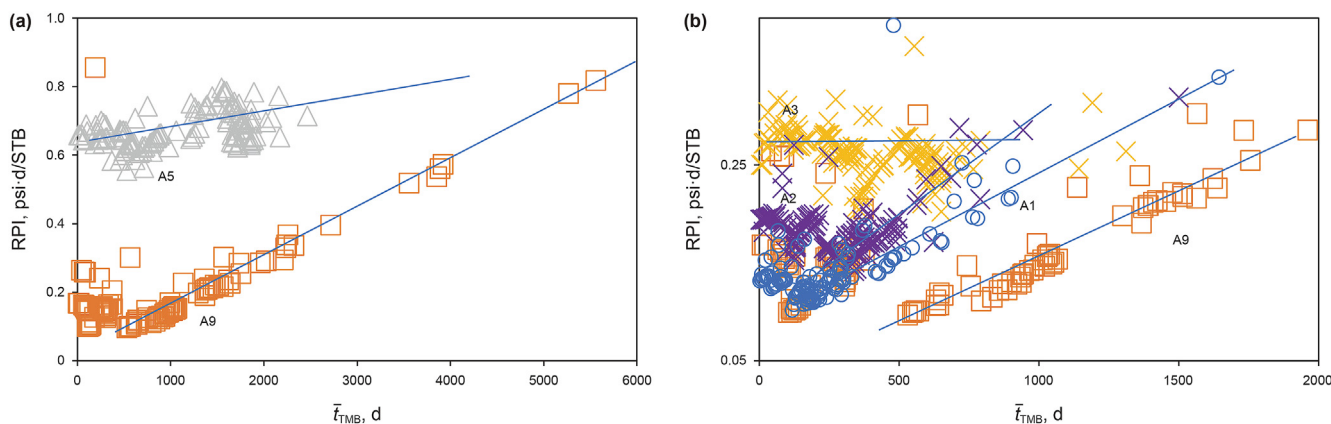 (a)
1.0
0.8
0.6
0.4
0.2
0
RPI, psi·d/STB
A5
A9
0 1000 2000 3000 4000 5000 6000
t̄TMB, d
(b)
0.25
0.05
RPI, psi·d/STB
A3
A2
A1
A9
0 500 1000 1500 2000
t̄TMB, d